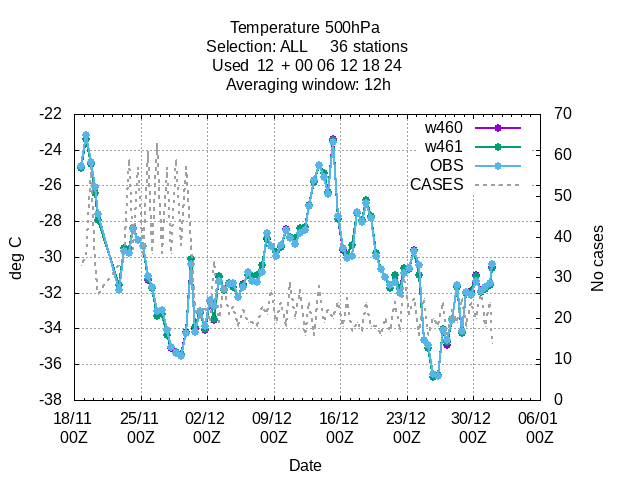 Temperature 500hPa
Selection: ALL 36 stations
Used 12 + 00 06 12 18 24
Averaging window: 12h
-22 70
w460
w461
OBS
CASES
-24 60
-26 50
-28 40
-30 30
-32 20
-34 10
-36 0
-38
deg C
No cases
18/11 25/11 02/12 09/12 16/12 23/12 30/12 06/01
00Z 00Z 00Z 00Z 00Z 00Z 00Z 00Z
Date